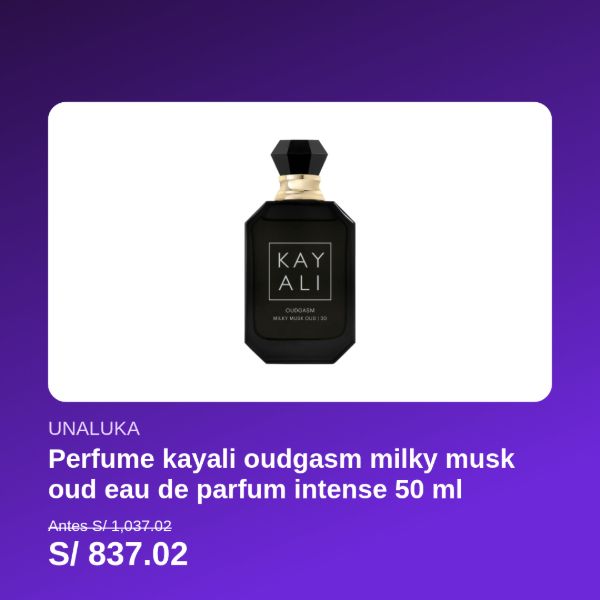 KAY
ALI
OUDGASM
MILKY MUSK OUD | 30
UNALUKA
Perfume kayali oudgasm milky musk
oud eau de parfum intense 50 ml
Antes S/ 1,037.02
S/ 837.02